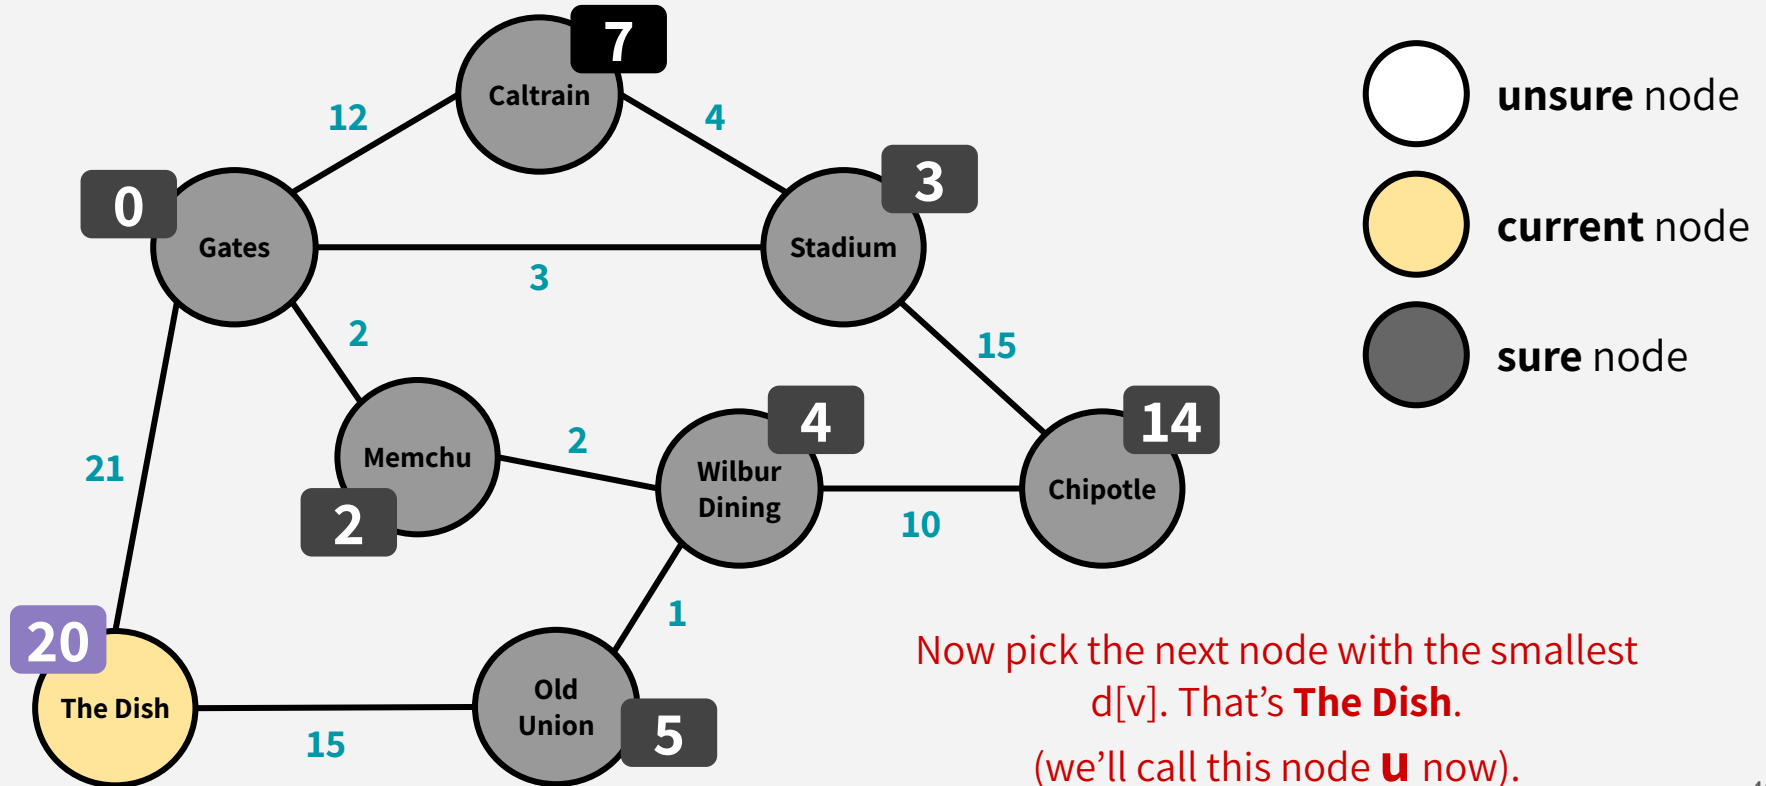 7
Caltrain
12
4
3
0
Gates
Stadium
3
2
15
4
14
21
Memchu
2
Wilbur
Dining
Chipotle
2
10
1
20
The Dish
15
Old
Union
5
unsure node
current node
sure node
Now pick the next node with the smallest
d[v]. That’s The Dish.
(we’ll call this node u now).